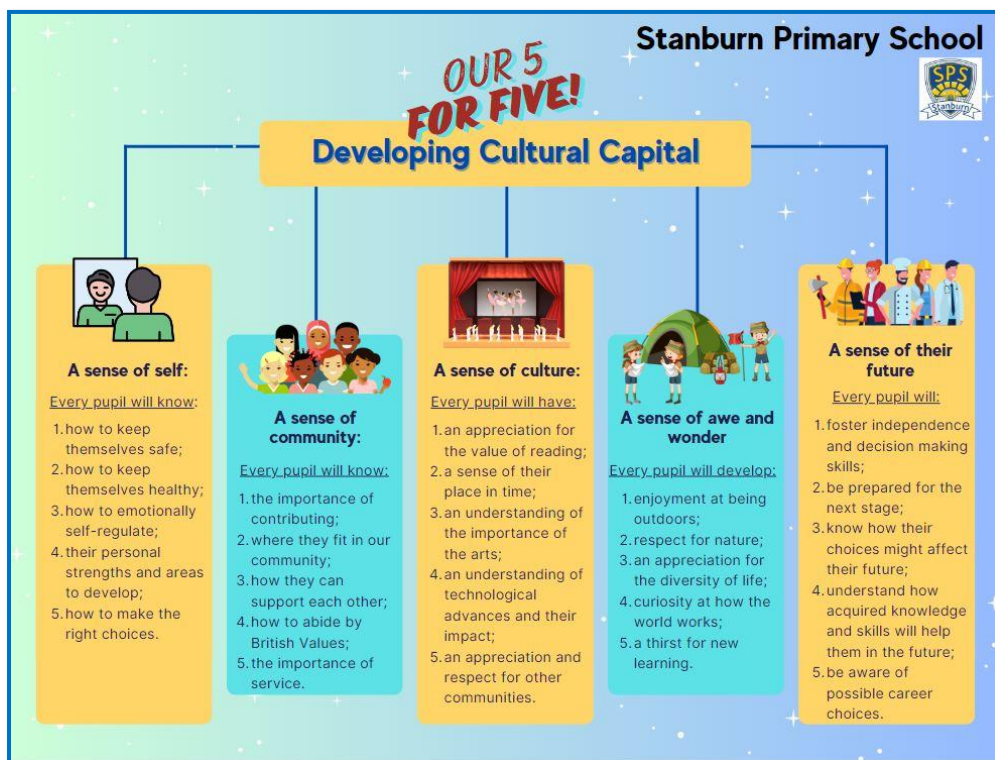 Stanburn Primary School
SPS
Stanburn
OUR 5
FOR FIVE!
Developing Cultural Capital
A sense of self:
Every pupil will know:
1. how to keep
themselves safe;
2. how to keep
themselves healthy;
3. how to emotionally
self-regulate;
4. their personal
strengths and areas
to develop;
5. how to make the
right choices.
A sense of
community:
Every pupil will know:
1. the importance of
contributing;
2. where they fit in our
community;
3. how they can
support each other;
4. how to abide by
British Values;
5. the importance of
service.
A sense of culture:
Every pupil will have:
1. an appreciation for
the value of reading;
2. a sense of their
place in time;
3. an understanding of
the importance of
the arts;
4. an understanding of
technological
advances and their
impact;
5. an appreciation and
respect for other
communities.
A sense of awe and
wonder
Every pupil will develop:
1. enjoyment at being
outdoors;
2. respect for nature;
3. an appreciation for
the diversity of life;
4. curiosity at how the
world works;
5. a thirst for new
learning.
A sense of their
future
Every pupil will:
1. foster independence
and decision making
skills;
2. be prepared for the
next stage;
3. know how their
choices might affect
their future;
4. understand how
acquired knowledge
and skills will help
them in the future;
5. be aware of
possible career
choices.